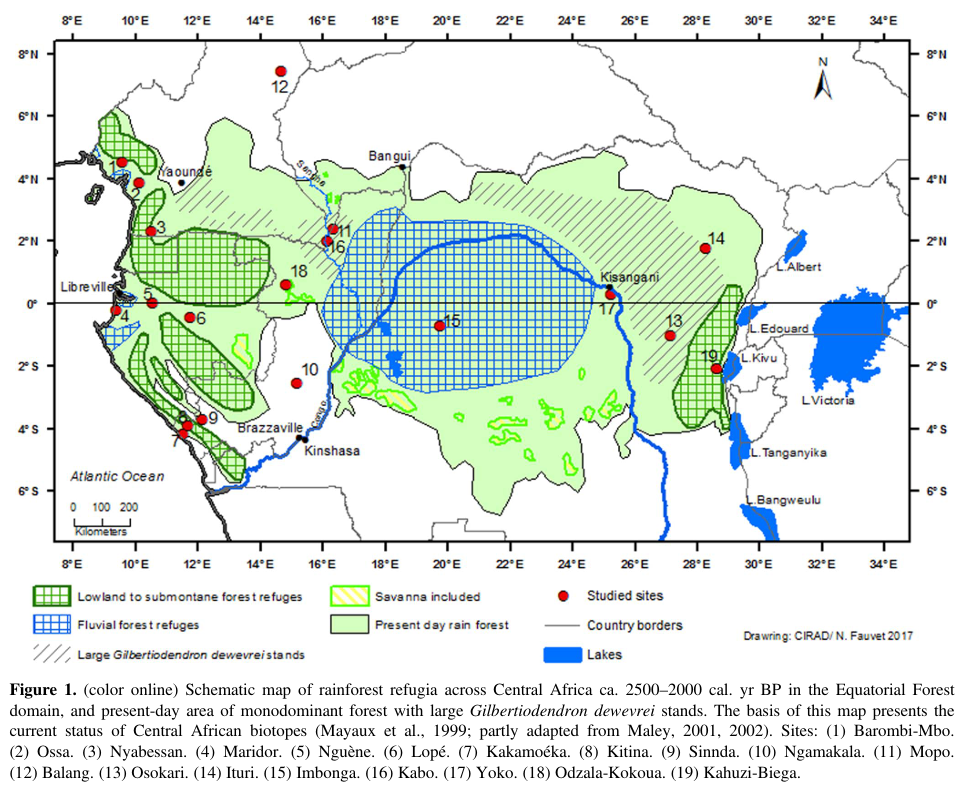 8°E 10°E 12°E 14°E 16°E 18°E 20°E 22°E 24°E 26°E 28°E 30°E 32°E 34°E
8°N 8°N
N
12
6°N 6°N
Bangui
1 Yaoundé Sangha
4°N 4°N
2
3 11 14
2°N 16 2°N
L.Albert
18 Kisangani
Libreville 5
0° 0°
4 6 17
15 13 L.Edouard
19 L.Kivu
2°S 2°S
10
L.Victoria
8 9 Congo
4°S Brazzaville 4°S
7 Kinshasa
L.Tanganyika
Atlantic Ocean
6°S 6°S
L.Bangweulu
0 100 200
Kilometers
8°E 10°E 12°E 14°E 16°E 18°E 20°E 22°E 24°E 26°E 28°E 30°E 32°E 34°E
Lowland to submontane forest refuges Savanna included Studied sites
Fluvial forest refuges Present day rain forest Country borders
Drawring: CIRAD/ N. Fauvet 2017
Large Gilbertiodendron dewevrei stands Lakes
Figure 1. (color online) Schematic map of rainforest refugia across Central Africa ca. 2500–2000 cal. yr BP in the Equatorial Forest
domain, and present-day area of monodominant forest with large Gilbertiodendron dewevrei stands. The basis of this map presents the
current status of Central African biotopes (Mayaux et al., 1999; partly adapted from Maley, 2001, 2002). Sites: (1) Barombi-Mbo.
(2) Ossa. (3) Nyabessan. (4) Maridor. (5) Nguène. (6) Lopé. (7) Kakamoéka. (8) Kitina. (9) Sinnda. (10) Ngamakala. (11) Mopo.
(12) Balang. (13) Osokari. (14) Ituri. (15) Imbonga. (16) Kabo. (17) Yoko. (18) Odzala-Kokoua. (19) Kahuzi-Biega.